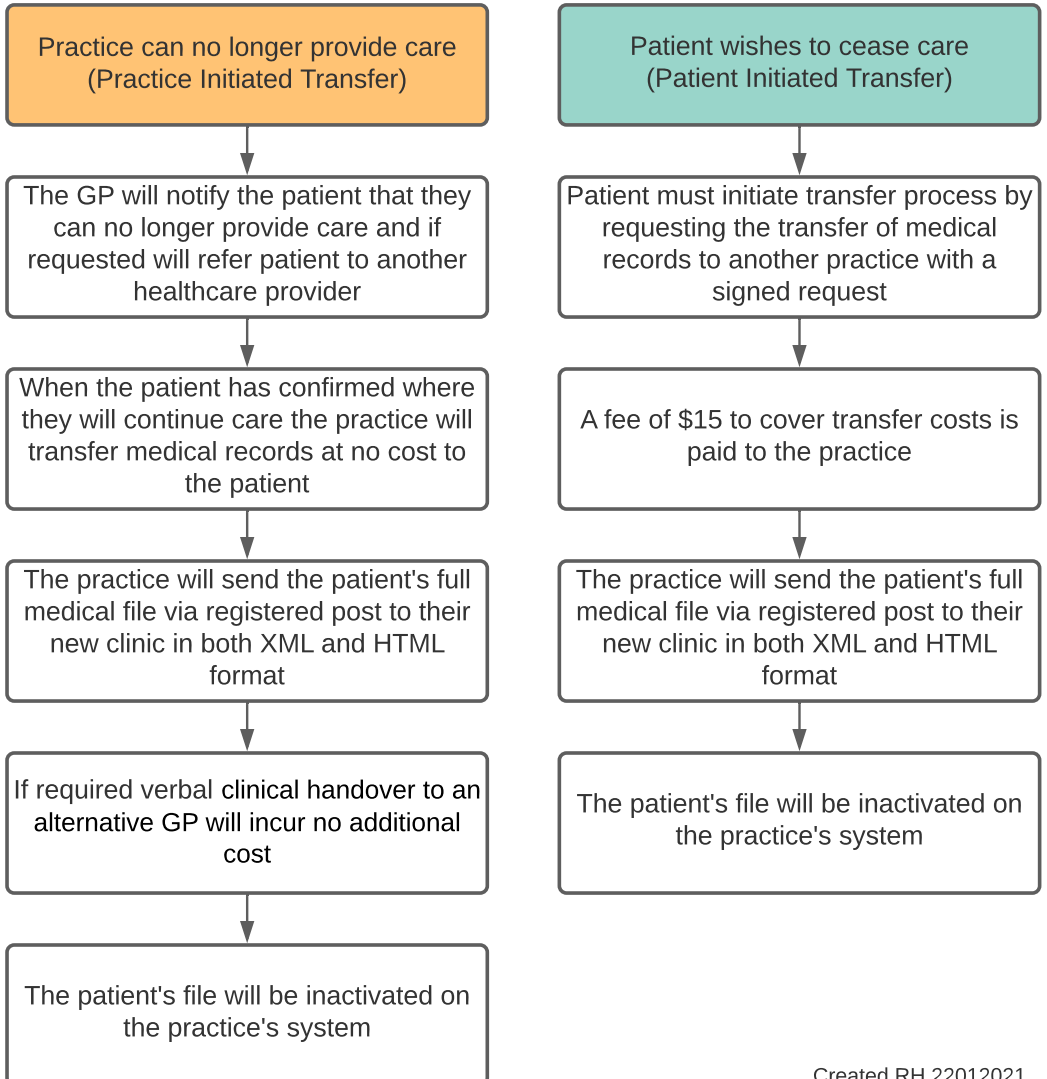 Practice can no longer provide care
(Practice Initiated Transfer)
The GP will notify the patient that they
can no longer provide care and if
requested will refer patient to another
healthcare provider
When the patient has confirmed where
they will continue care the practice will
transfer medical records at no cost to
the patient
The practice will send the patient's full
medical file via registered post to their
new clinic in both XML and HTML
format
If required verbal clinical handover to an
alternative GP will incur no additional
cost
The patient's file will be inactivated on
the practice's system
Patient wishes to cease care
(Patient Initiated Transfer)
Patient must initiate transfer process by
requesting the transfer of medical
records to another practice with a
signed request
A fee of $15 to cover transfer costs is
paid to the practice
The practice will send the patient's full
medical file via registered post to their
new clinic in both XML and HTML
format
The patient's file will be inactivated on
the practice's system
Created RH 22012021